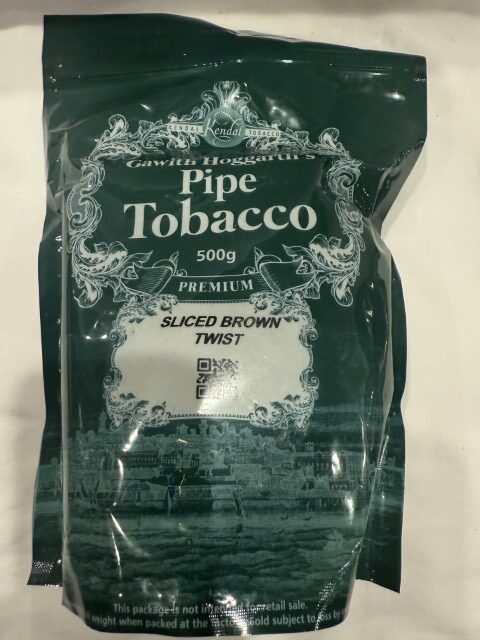 KENDAL Kendal TOBACCO
Gawith Hoggarth's
Pipe
Tobacco
500g
PREMIUM
SLICED BROWN
TWIST
This package is not intended for retail sale.
weight when packed at the factory. Sold subject to loss by